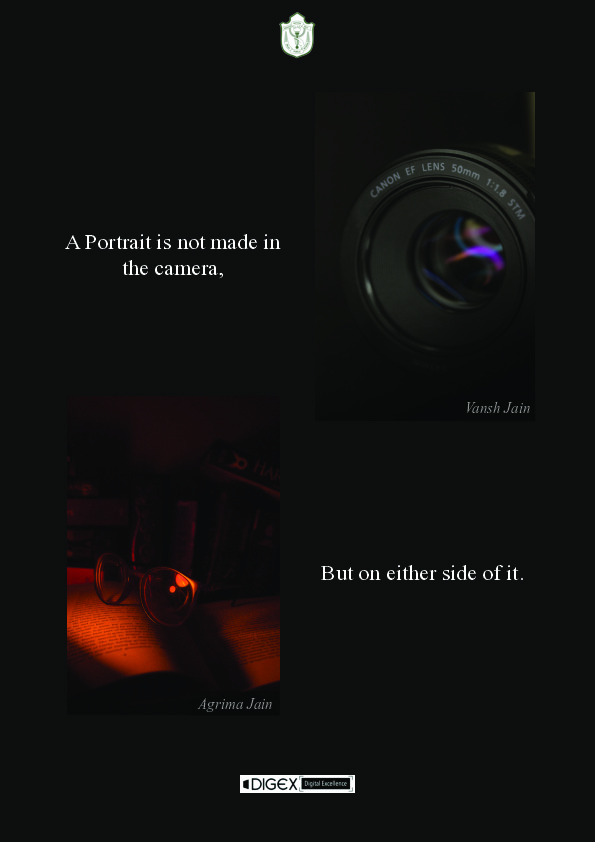 A Portrait is not made in
the camera,
CANON EF LENS 50mm 1:1.8 STM
Vansh Jain
But on either side of it.
Agrima Jain
DIGEX Digital Excellence